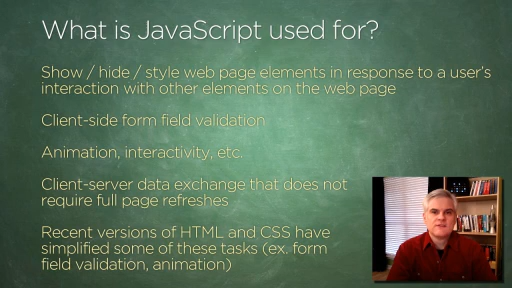 What is JavaScript used for?
Show / hide / style web page elements in response to a user's
interaction with other elements on the web page
Client-side form field validation
Animation, interactivity, etc.
Client-server data exchange that does not
require full page refreshes
Recent versions of HTML and CSS have
simplified some of these tasks (ex. form
field validation, animation)